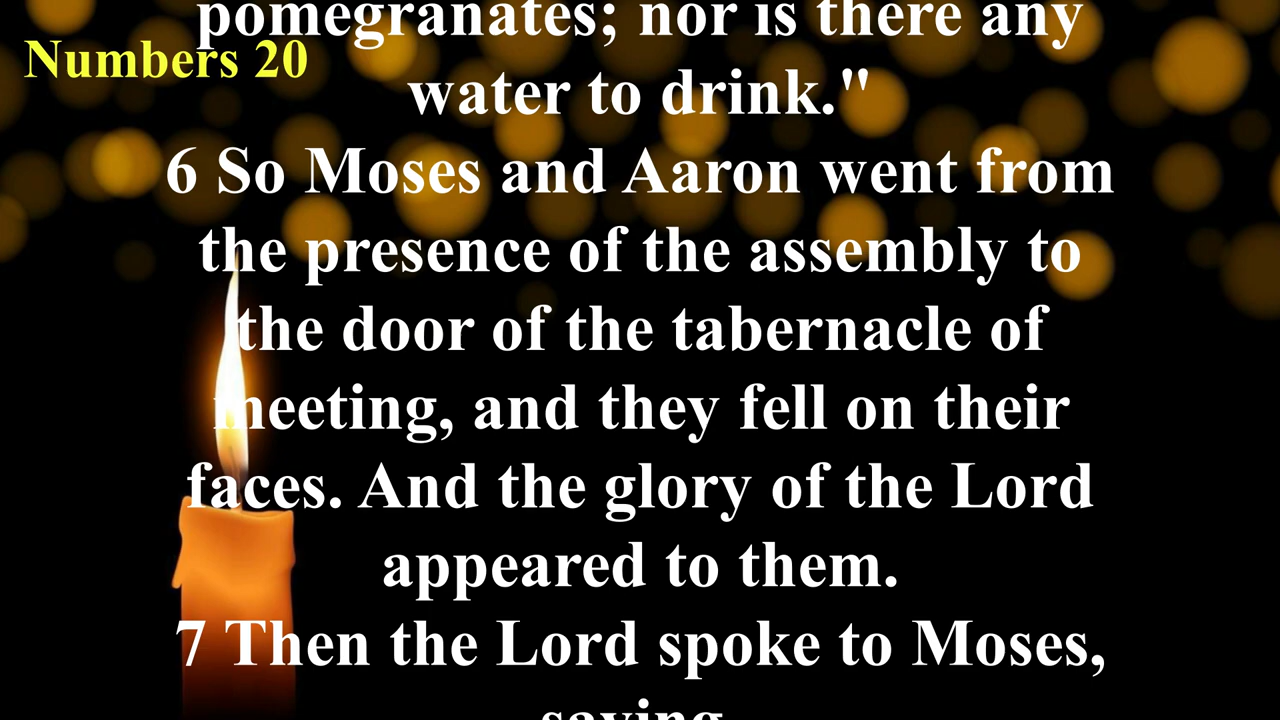 pomegranates; nor is there any
Numbers 20
water to drink."
6 So Moses and Aaron went from
the presence of the assembly to
the door of the tabernacle of
meeting, and they fell on their
faces. And the glory of the Lord
appeared to them.
7 Then the Lord spoke to Moses,
saying,